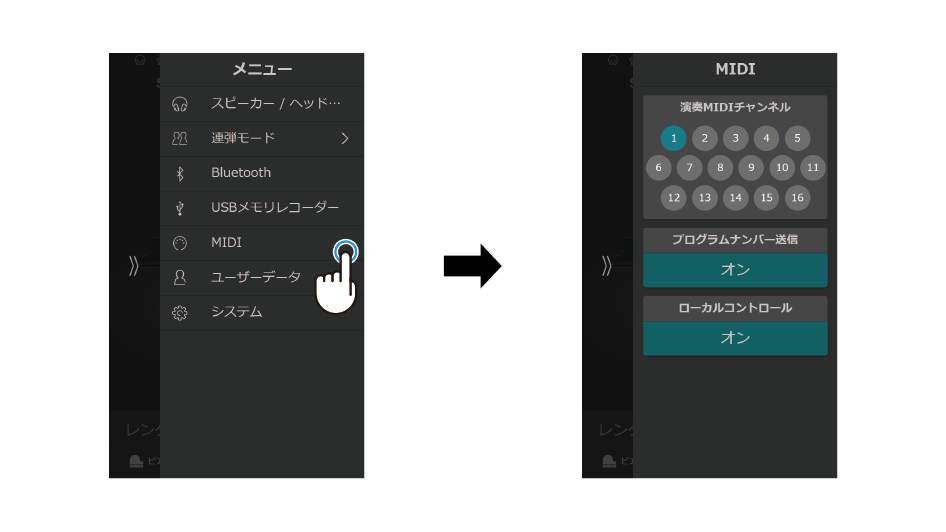 メニュー
スピーカー / ヘッド…
連弾モード
Bluetooth
USBメモリレコーダー
MIDI
ユーザーデータ
システム
MIDI
演奏MIDIチャンネル
1 2 3 4 5
6 7 8 9 10 11
12 13 14 15 16
プログラムナンバー送信
オン
ローカルコントロール
オン